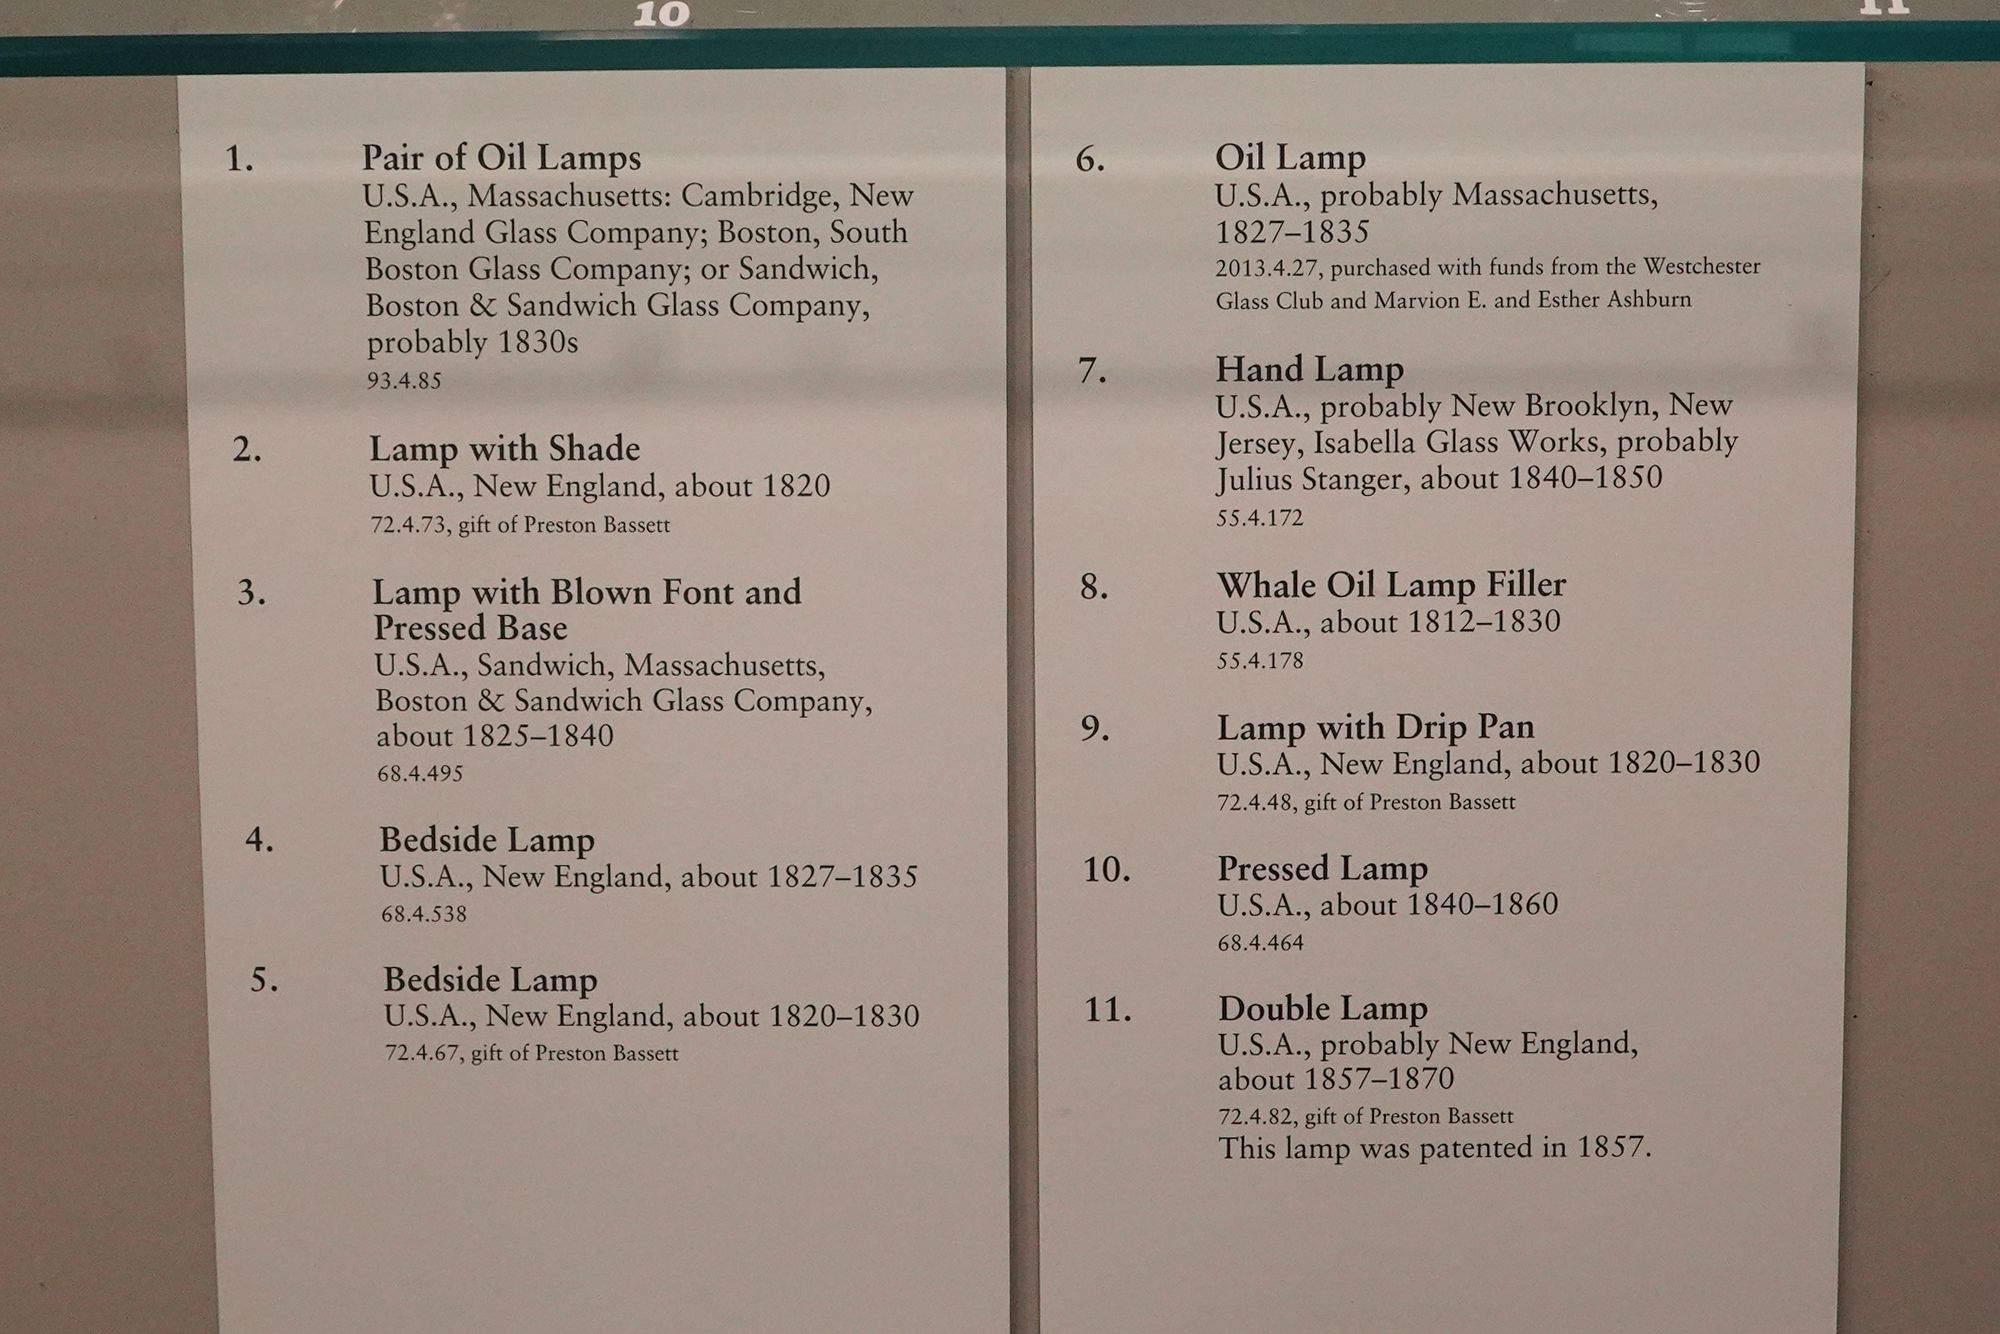 10
11
1.
Pair of Oil Lamps
U.S.A., Massachusetts: Cambridge, New
England Glass Company; Boston, South
Boston Glass Company; or Sandwich,
Boston & Sandwich Glass Company,
probably 1830s
93.4.85
2.
Lamp with Shade
U.S.A., New England, about 1820
72.4.73, gift of Preston Bassett
3.
Lamp with Blown Font and
Pressed Base
U.S.A., Sandwich, Massachusetts,
Boston & Sandwich Glass Company,
about 1825–1840
68.4.495
4.
Bedside Lamp
U.S.A., New England, about 1827–1835
68.4.538
5.
Bedside Lamp
U.S.A., New England, about 1820–1830
72.4.67, gift of Preston Bassett
6.
Oil Lamp
U.S.A., probably Massachusetts,
1827–1835
2013.4.27, purchased with funds from the Westchester
Glass Club and Marvion E. and Esther Ashburn
7.
Hand Lamp
U.S.A., probably New Brooklyn, New
Jersey, Isabella Glass Works, probably
Julius Stanger, about 1840–1850
55.4.172
8.
Whale Oil Lamp Filler
U.S.A., about 1812–1830
55.4.178
9.
Lamp with Drip Pan
U.S.A., New England, about 1820–1830
72.4.48, gift of Preston Bassett
10.
Pressed Lamp
U.S.A., about 1840–1860
68.4.464
11.
Double Lamp
U.S.A., probably New England,
about 1857–1870
72.4.82, gift of Preston Bassett
This lamp was patented in 1857.